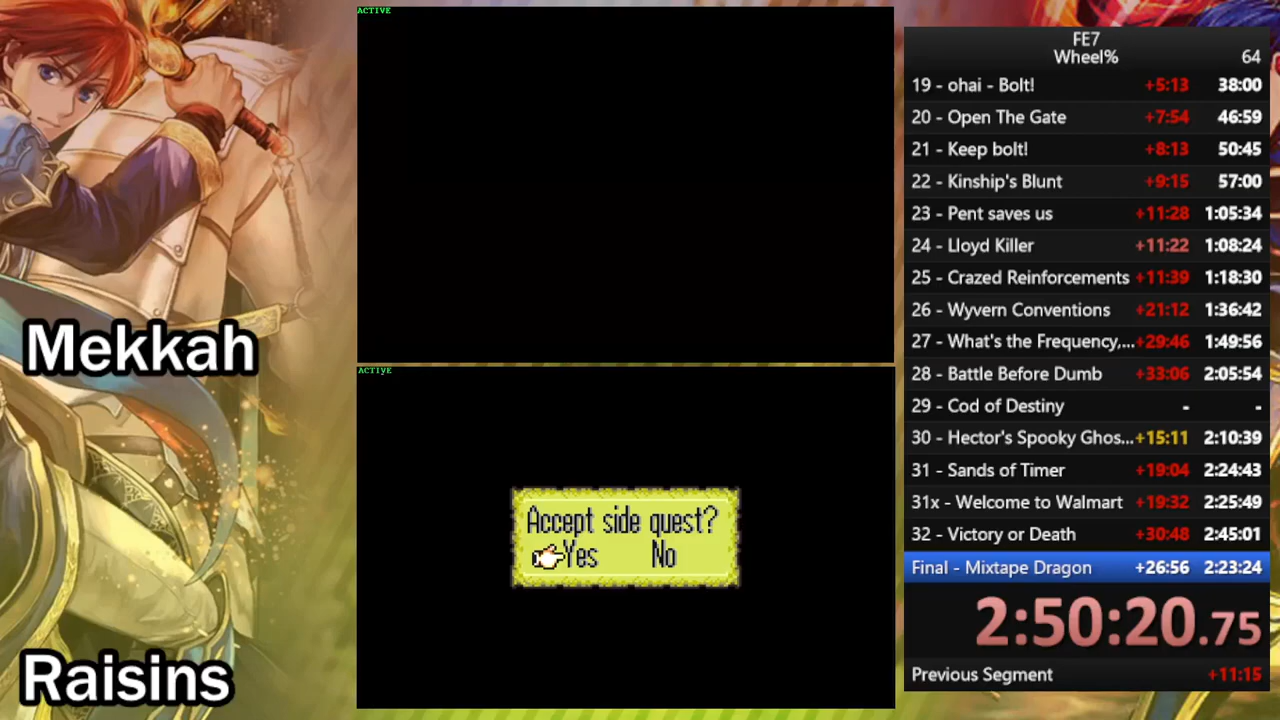 Mekkah
Raisins
ACTIVE
ACTIVE
Accept side quest?
Yes No
FE7
Wheel% 64
19 - ohai - Bolt! +5:13 38:00
20 - Open The Gate +7:54 46:59
21 - Keep bolt! +8:13 50:45
22 - Kinship's Blunt +9:15 57:00
23 - Pent saves us +11:28 1:05:34
24 - Lloyd Killer +11:22 1:08:24
25 - Crazed Reinforcements +11:39 1:18:30
26 - Wyvern Conventions +21:12 1:36:42
27 - What's the Frequency,... +29:46 1:49:56
28 - Battle Before Dumb +33:06 2:05:54
29 - Cod of Destiny - -
30 - Hector's Spooky Ghos... +15:11 2:10:39
31 - Sands of Timer +19:04 2:24:43
31x - Welcome to Walmart +19:32 2:25:49
32 - Victory or Death +30:48 2:45:01
Final - Mixtape Dragon +26:56 2:23:24
2:50:20.75
Previous Segment +11:15